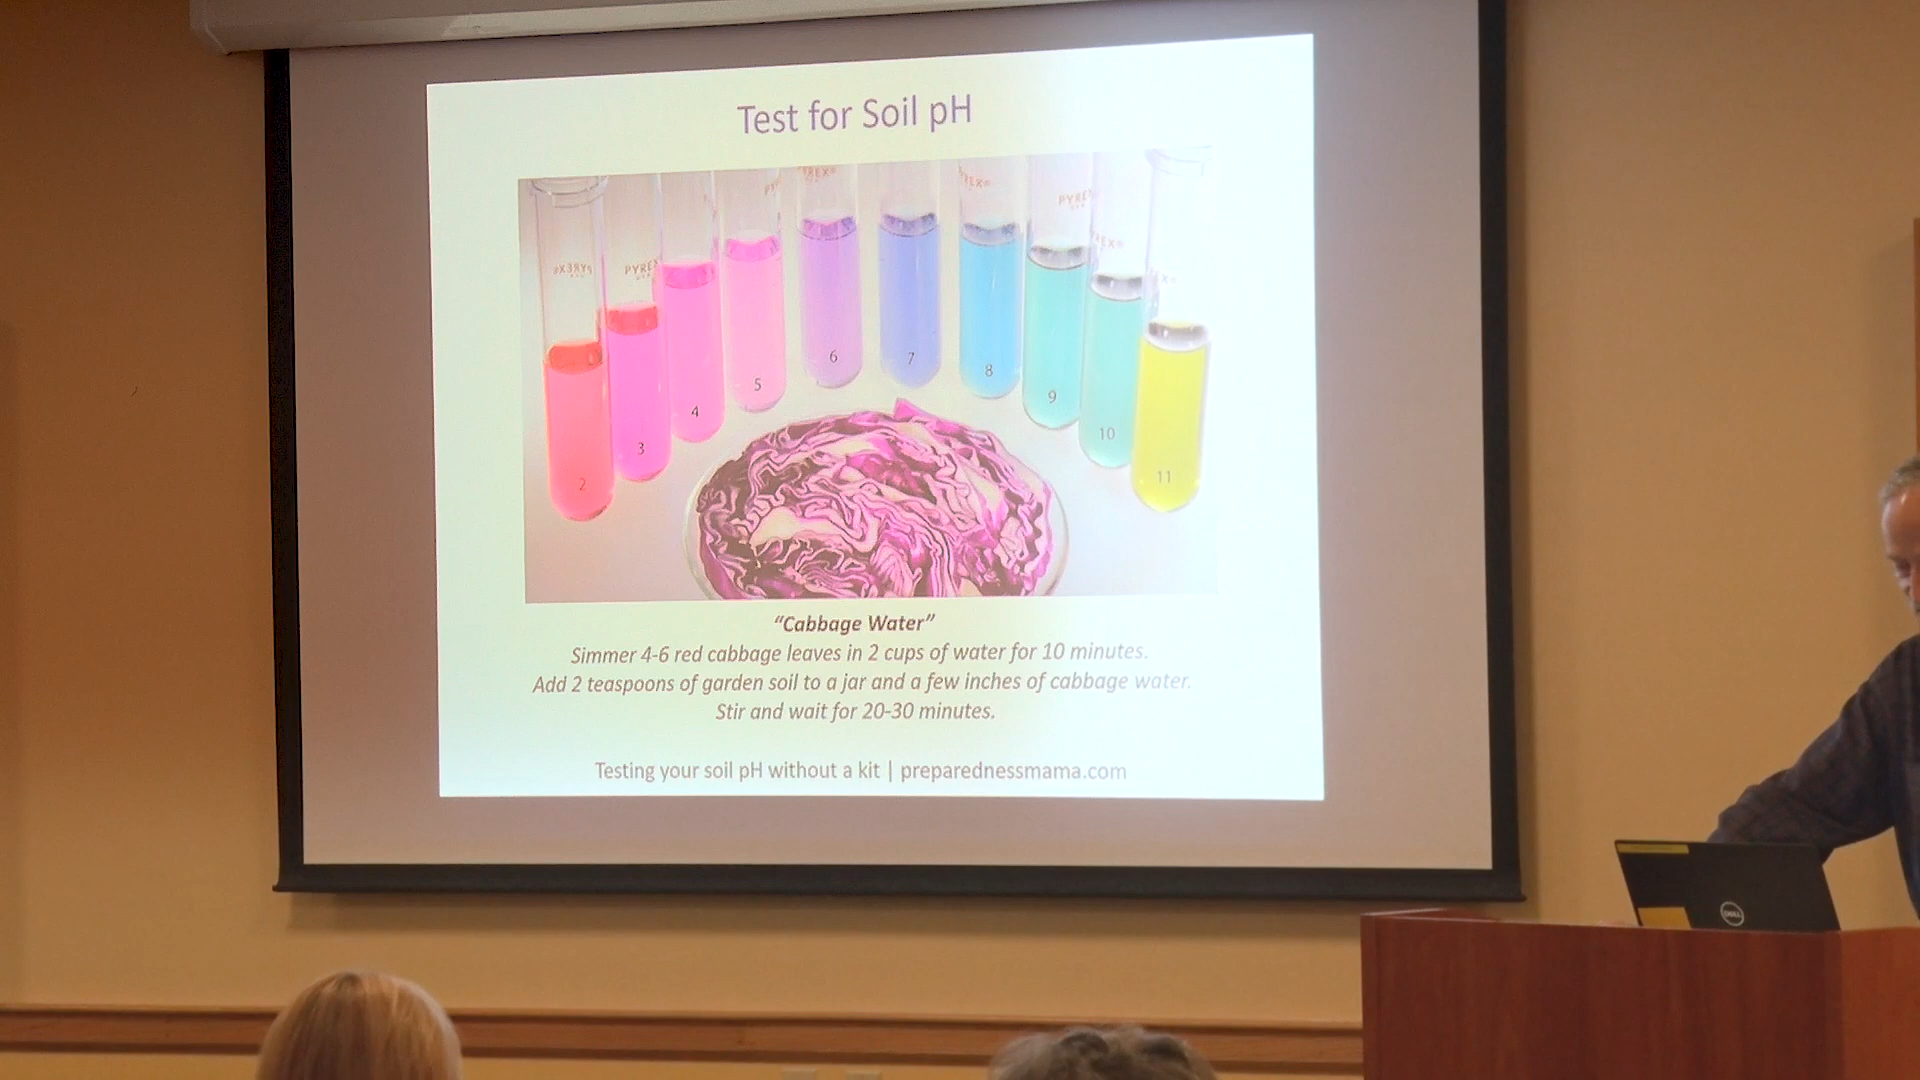 Test for Soil pH
PYREX
PYREX
PYREX
2
3
4
5
6
7
8
9
10
11
"Cabbage Water"
Simmer 4-6 red cabbage leaves in 2 cups of water for 10 minutes.
Add 2 teaspoons of garden soil to a jar and a few inches of cabbage water.
Stir and wait for 20-30 minutes.
Testing your soil pH without a kit | preparednessmama.com
DELL